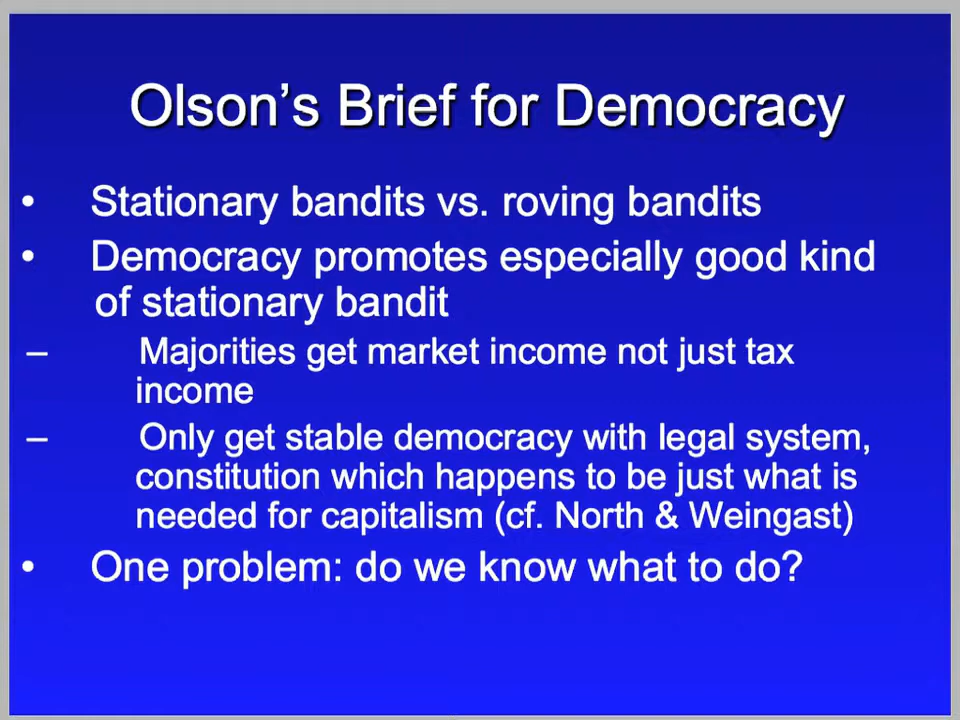 Olson’s Brief for Democracy
• Stationary bandits vs. roving bandits
• Democracy promotes especially good kind
of stationary bandit
– Majorities get market income not just tax
income
– Only get stable democracy with legal system,
constitution which happens to be just what is
needed for capitalism (cf. North & Weingast)
• One problem: do we know what to do?